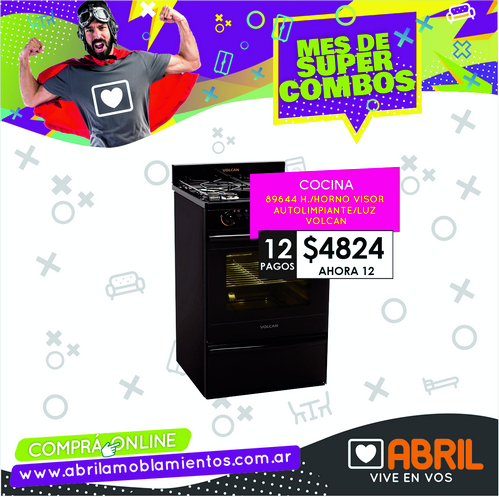 MES DE
SUPER
COMBOS
VOLCAN
COCINA
89644 H./HORNO VISOR
AUTOLIMPIANTE/LUZ
VOLCAN
12
PAGOS
$4824
AHORA 12
VOLCAN
COMPRÁ ONLINE
www.abrilamoblamientos.com.ar
ABRIL
VIVE EN VOS